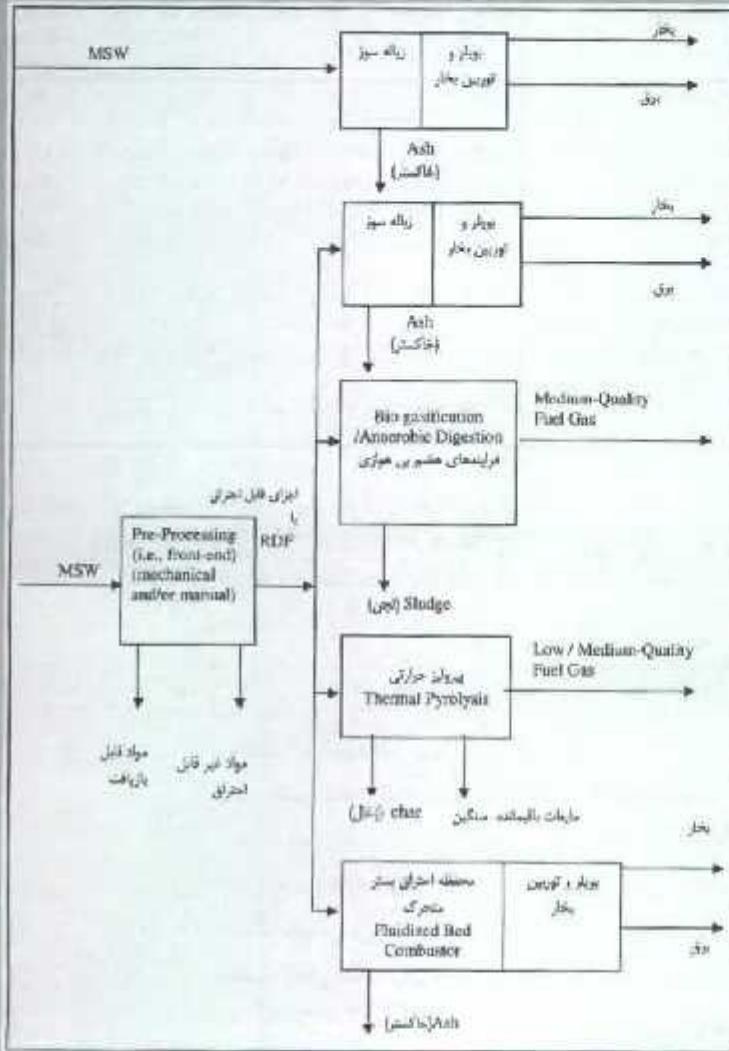 MSW
زباله سوز
بویلر و
توربین بخار
بخار
برق
Ash
(خاکستر)
زباله سوز
بویلر و
توربین بخار
بخار
برق
Ash
(خاکستر)
Bio gasification
/Anaerobic Digestion
فرایندهای هضم بی هوازی
Medium-Quality
Fuel Gas
(لجن) Sludge
MSW
Pre-Processing
(i.e., front-end)
(mechanical
and/or manual)
اجزای قابل احتراق
یا
RDF
مواد قابل
بازیافت
مواد غیر قابل
احتراق
پیرولیز حرارتی
Thermal Pyrolysis
Low / Medium-Quality
Fuel Gas
(زغال) char
مایعات باقیمانده سنگین
محفظه احتراق بستر
متحرک
Fluidized Bed
Combustor
بویلر و توربین
بخار
بخار
برق
Ash(خاکستر)